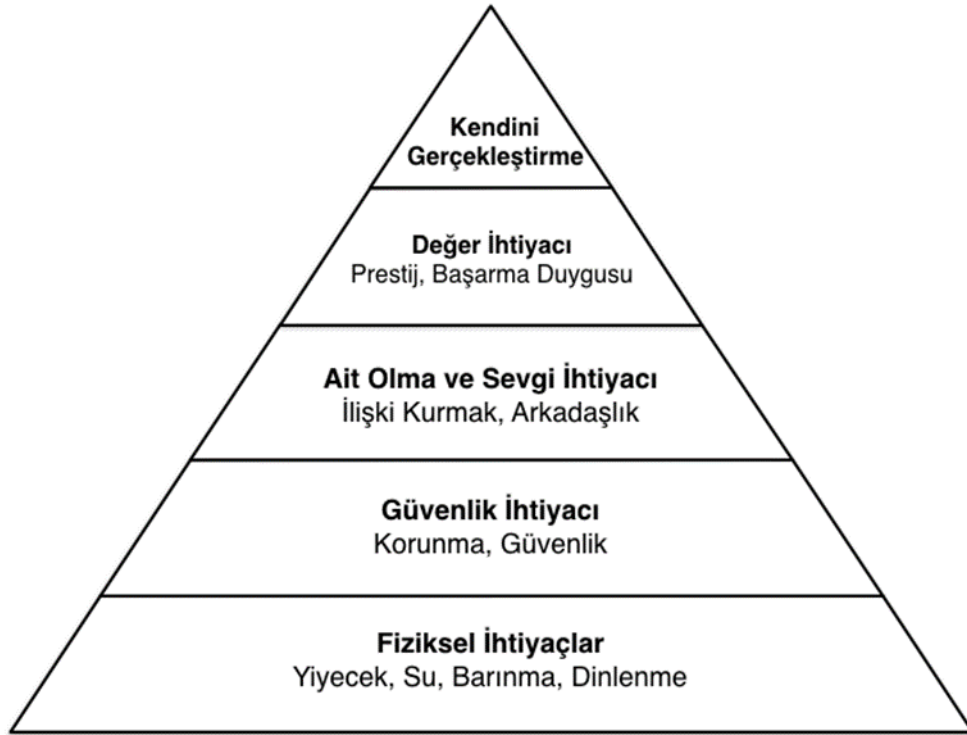 Kendini
Gerçekleştirme
Değer İhtiyacı
Prestij, Başarma Duygusu
Ait Olma ve Sevgi İhtiyacı
İlişki Kurmak, Arkadaşlık
Güvenlik İhtiyacı
Korunma, Güvenlik
Fiziksel İhtiyaçlar
Yiyecek, Su, Barınma, Dinlenme